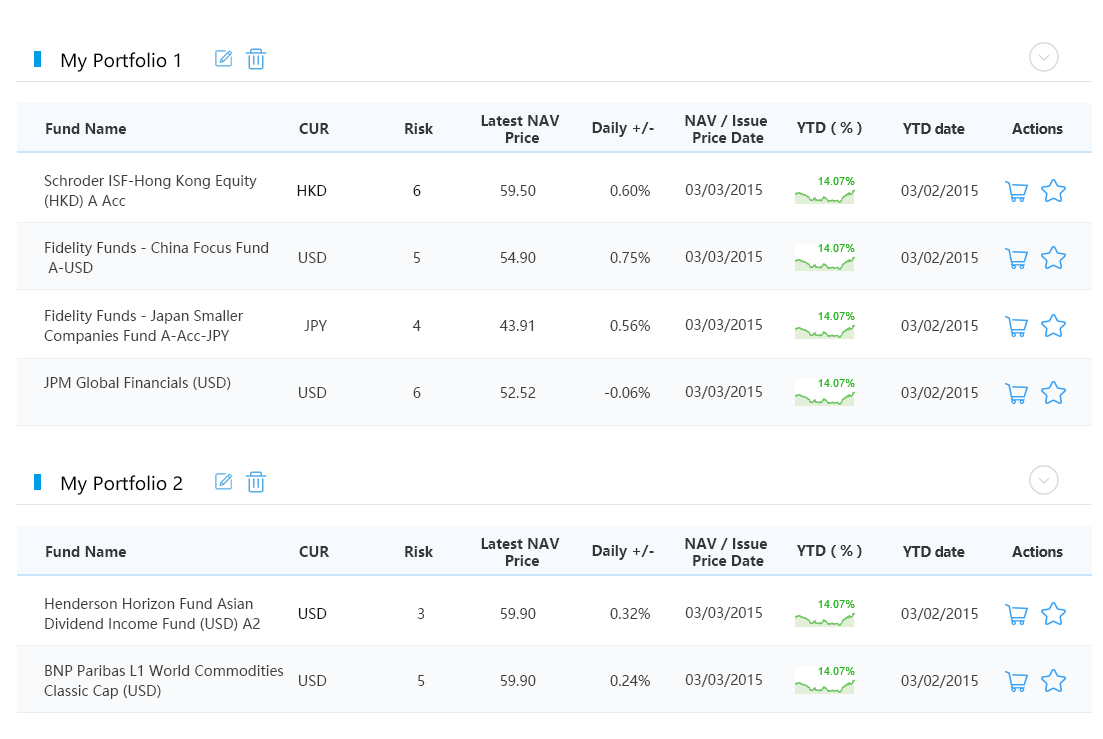 My Portfolio 1
Fund Name CUR Risk Latest NAV Price Daily +/- NAV / Issue Price Date YTD ( % ) YTD date Actions
Schroder ISF-Hong Kong Equity
(HKD) A Acc
HKD 6 59.50 0.60% 03/03/2015 14.07% 03/02/2015
Fidelity Funds - China Focus Fund
A-USD
USD 5 54.90 0.75% 03/03/2015 14.07% 03/02/2015
Fidelity Funds - Japan Smaller
Companies Fund A-Acc-JPY
JPY 4 43.91 0.56% 03/03/2015 14.07% 03/02/2015
JPM Global Financials (USD)
USD 6 52.52 -0.06% 03/03/2015 14.07% 03/02/2015
My Portfolio 2
Fund Name CUR Risk Latest NAV Price Daily +/- NAV / Issue Price Date YTD ( % ) YTD date Actions
Henderson Horizon Fund Asian
Dividend Income Fund (USD) A2
USD 3 59.90 0.32% 03/03/2015 14.07% 03/02/2015
BNP Paribas L1 World Commodities
Classic Cap (USD)
USD 5 59.90 0.24% 03/03/2015 14.07% 03/02/2015